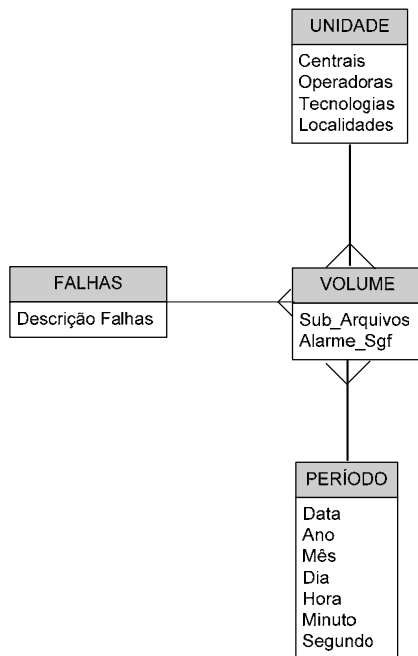 UNIDADE
Centrais
Operadoras
Tecnologias
Localidades
FALHAS
Descrição Falhas
VOLUME
Sub_Arquivos
Alarme_Sgf
PERÍODO
Data
Ano
Mês
Dia
Hora
Minuto
Segundo